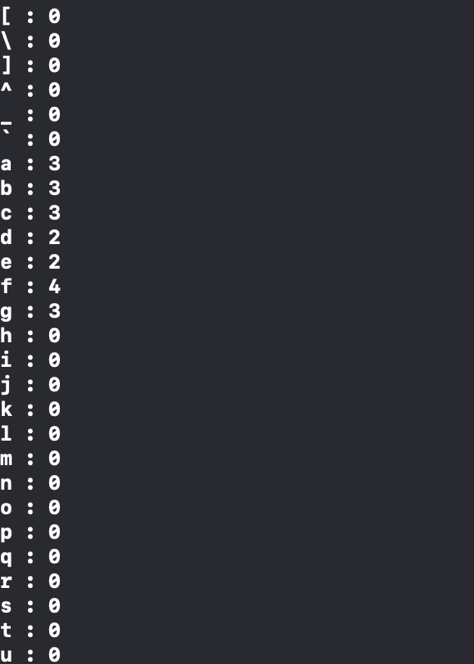 [ : 0
\ : 0
] : 0
^ : 0
_ : 0
` : 0
a : 3
b : 3
c : 3
d : 2
e : 2
f : 4
g : 3
h : 0
i : 0
j : 0
k : 0
l : 0
m : 0
n : 0
o : 0
p : 0
q : 0
r : 0
s : 0
t : 0
u : 0